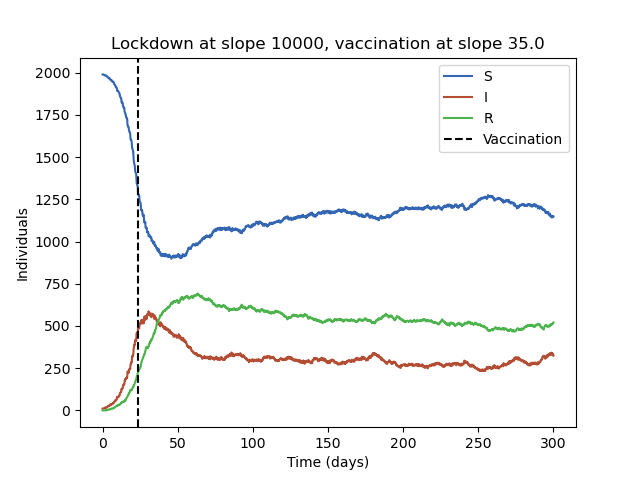 Lockdown at slope 10000, vaccination at slope 35.0
S
I
R
Vaccination
Individuals
2000
1750
1500
1250
1000
750
500
250
0
0 50 100 150 200 250 300
Time (days)